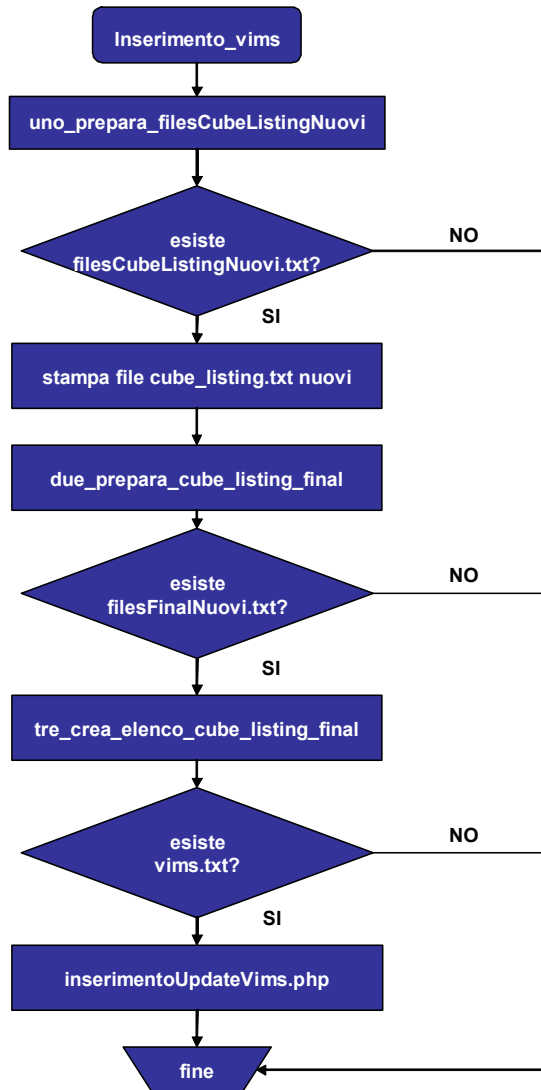 Inserimento_vims
uno_prepara_filesCubeListingNuovi
esiste
filesCubeListingNuovi.txt?
NO
SI
stampa file cube_listing.txt nuovi
due_prepara_cube_listing_final
esiste
filesFinalNuovi.txt?
NO
SI
tre_crea_elenco_cube_listing_final
esiste
vims.txt?
NO
SI
inserimentoUpdateVims.php
fine